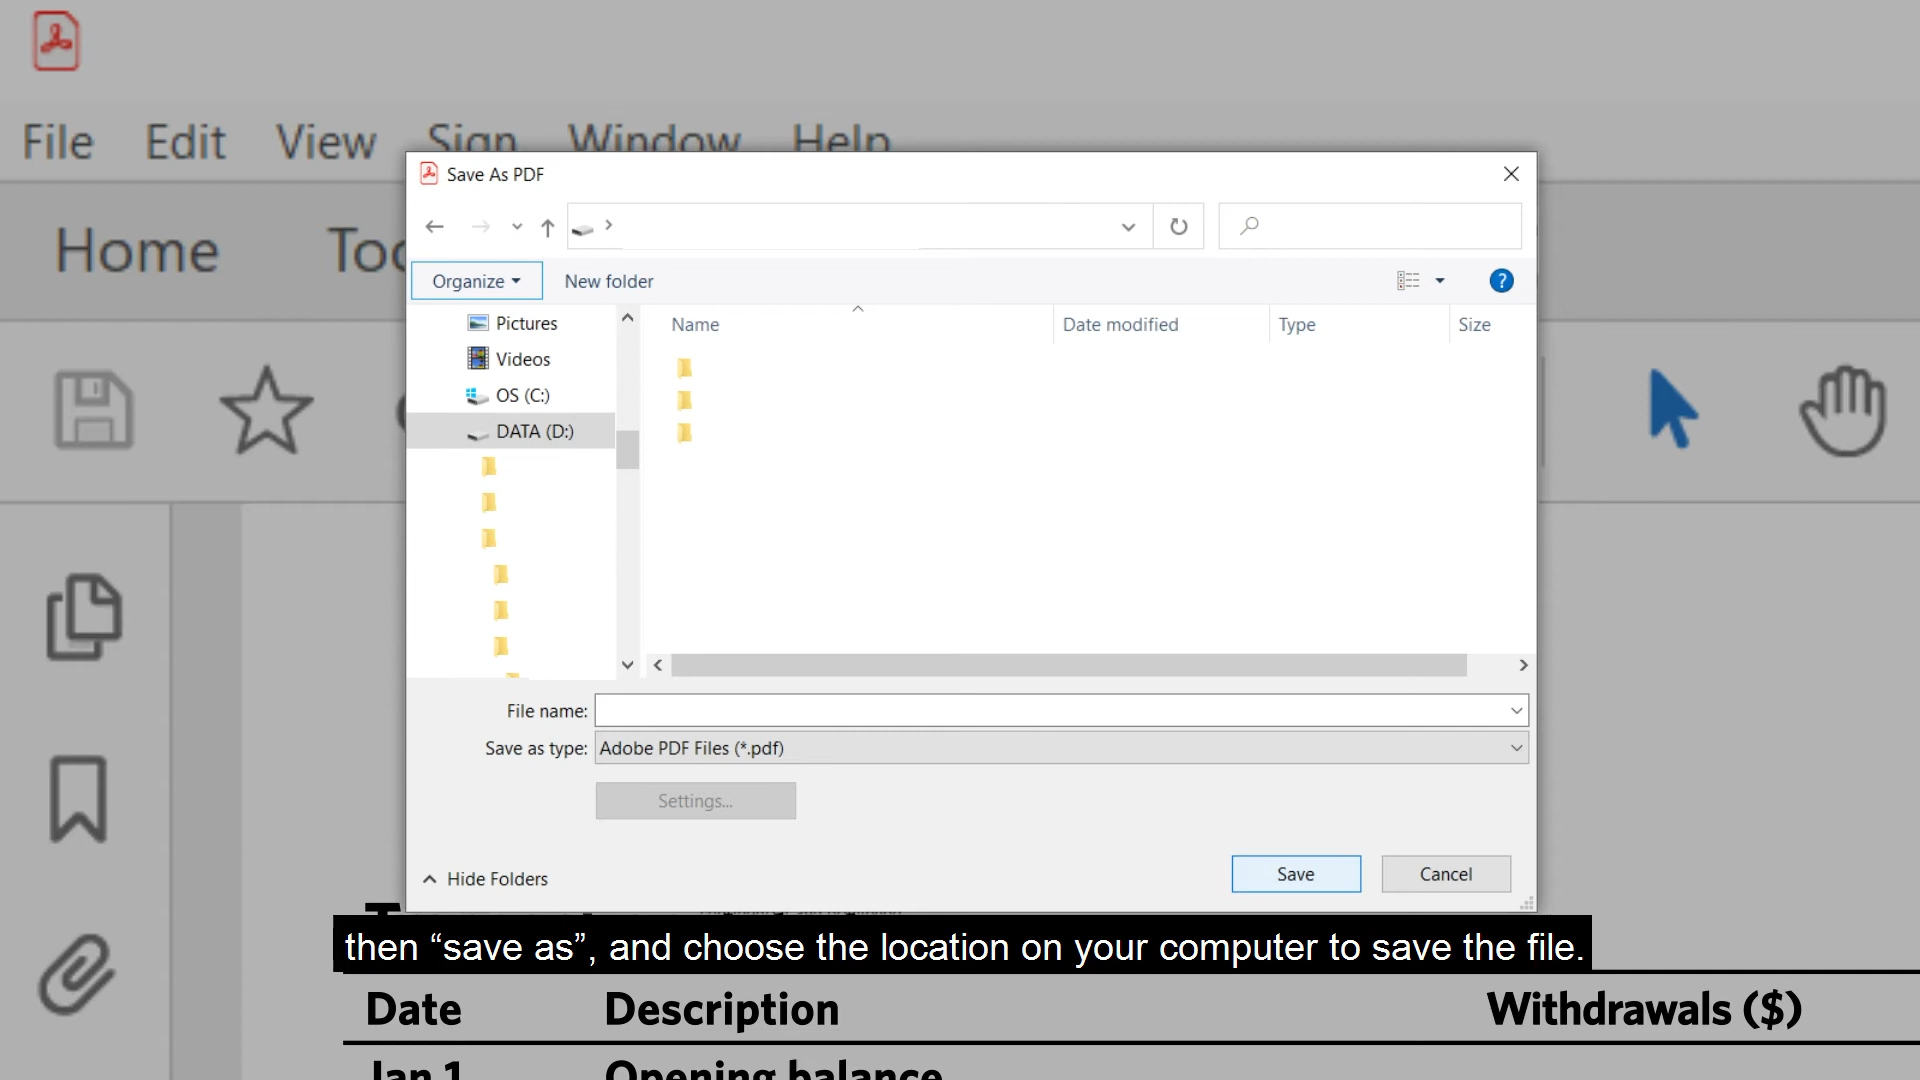 File Edit View Sign Window Help
Save As PDF
Home
Organize New folder
Pictures
Videos
OS (C:)
DATA (D:)
Name Date modified Type Size
File name:
Save as type: Adobe PDF Files (*.pdf)
Settings...
Hide Folders
Save Cancel
then “save as”, and choose the location on your computer to save the file.
Date Description Withdrawals ($)
Jan 1 Opening balance